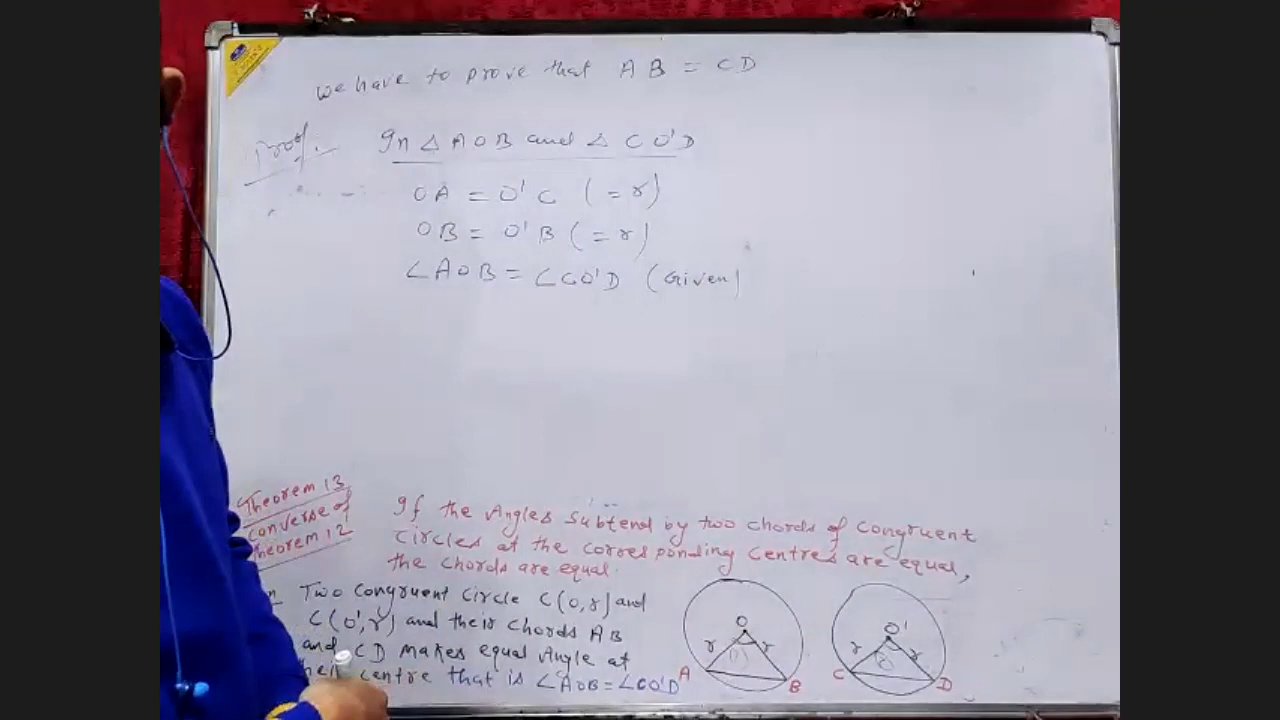 we have to prove that AB = CD
Proof.
In △ AOB and △ CO'D
OA = O'C (= r)
OB = O'B (= r)
∠AOB = ∠CO'D (Given)
Theorem 13
converse of
Theorem 12
If the Angles Subtend by two chords of congruent
circles at the corresponding centres are equal,
the chords are equal.
Two congruent circle C(O,r) and
C(O',r) and their chords AB
and CD makes equal Angle at
centre that is ∠AOB = ∠CO'D
O
r r
A B
O'
r r
C D